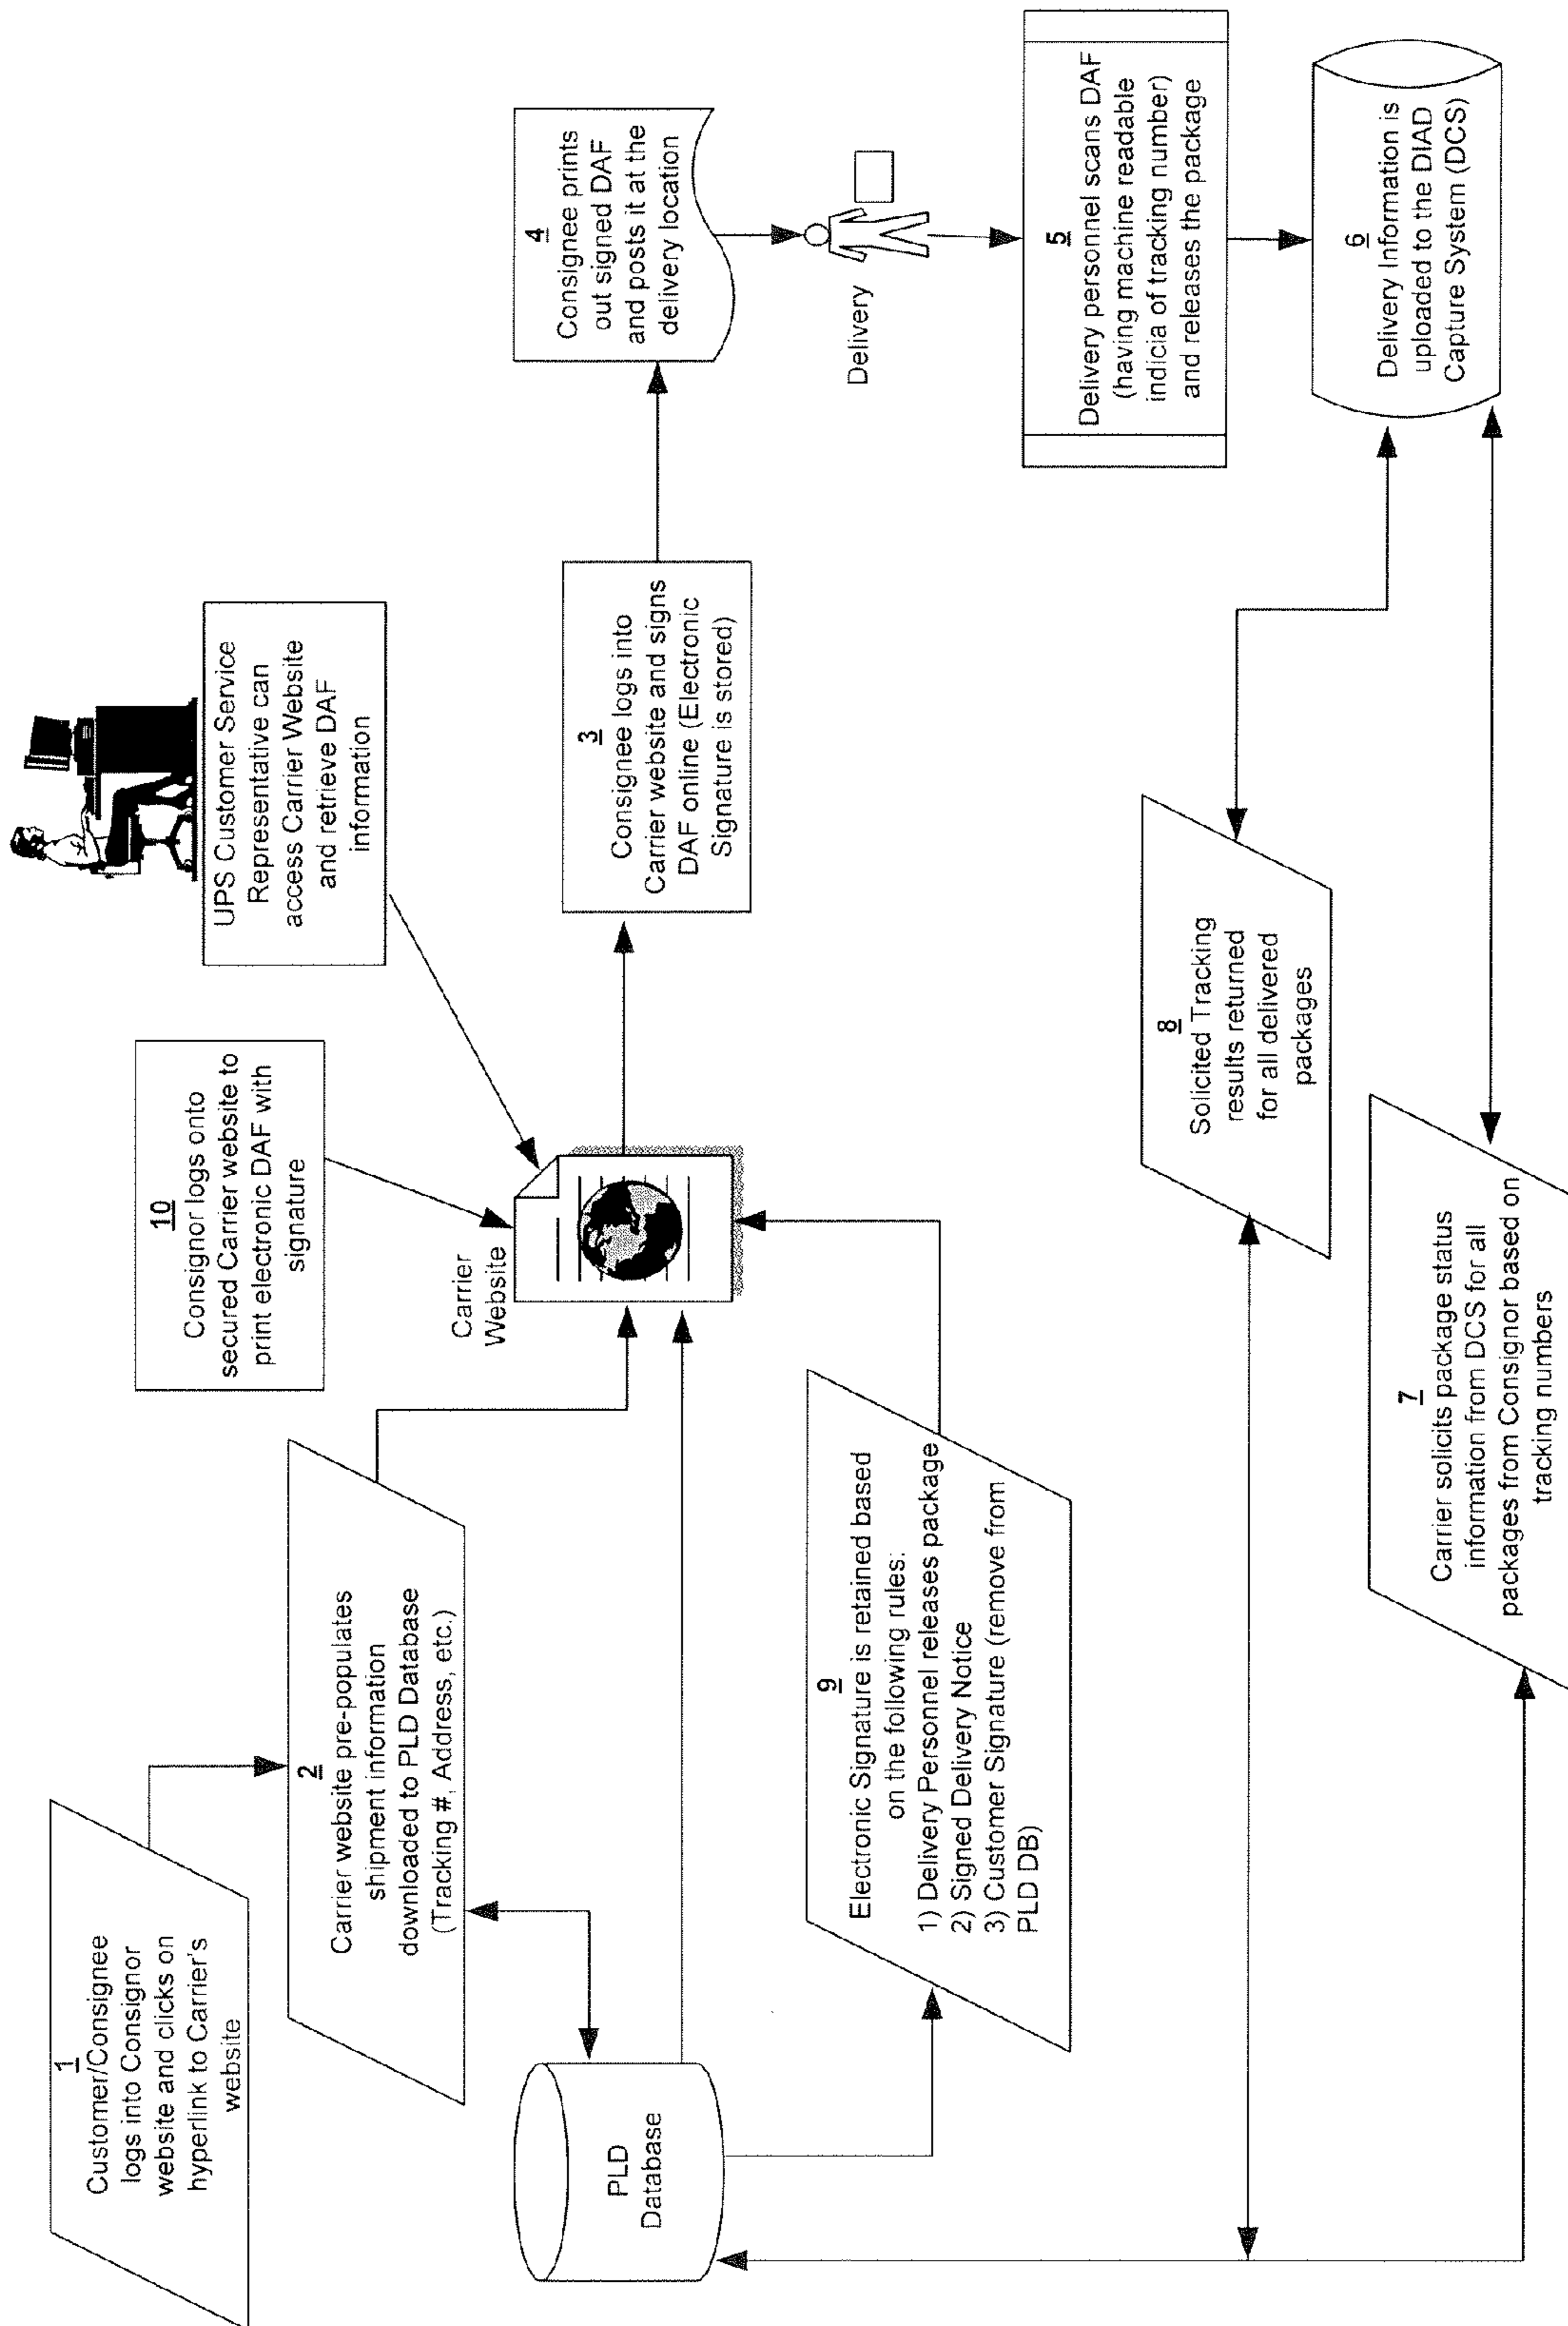 1
Customer/Consignee
logs into Consignor
website and clicks on
hyperlink to Carrier's
website
2
Carrier website pre-populates
shipment information
downloaded to PLD Database
(Tracking #, Address, etc.)
PLD
Database
10
Consignor logs onto
secured Carrier website to
print electronic DAF with
signature
Carrier
Website
UPS Customer Service
Representative can
access Carrier Website
and retrieve DAF
information
3
Consignee logs into
Carrier website and signs
DAF online (Electronic
Signature is stored)
4
Consignee prints
out signed DAF
and posts it at the
delivery location
Delivery
5
Delivery personnel scans DAF
(having machine readable
indicia of tracking number)
and releases the package
6
Delivery Information is
uploaded to the DIAD
Capture System (DCS)
9
Electronic Signature is retained based
on the following rules:
1) Delivery Personnel releases package
2) Signed Delivery Notice
3) Customer Signature (remove from
PLD DB)
8
Solicited Tracking
results returned
for all delivered
packages
7
Carrier solicits package status
information from DCS for all
packages from Consignor based on
tracking numbers